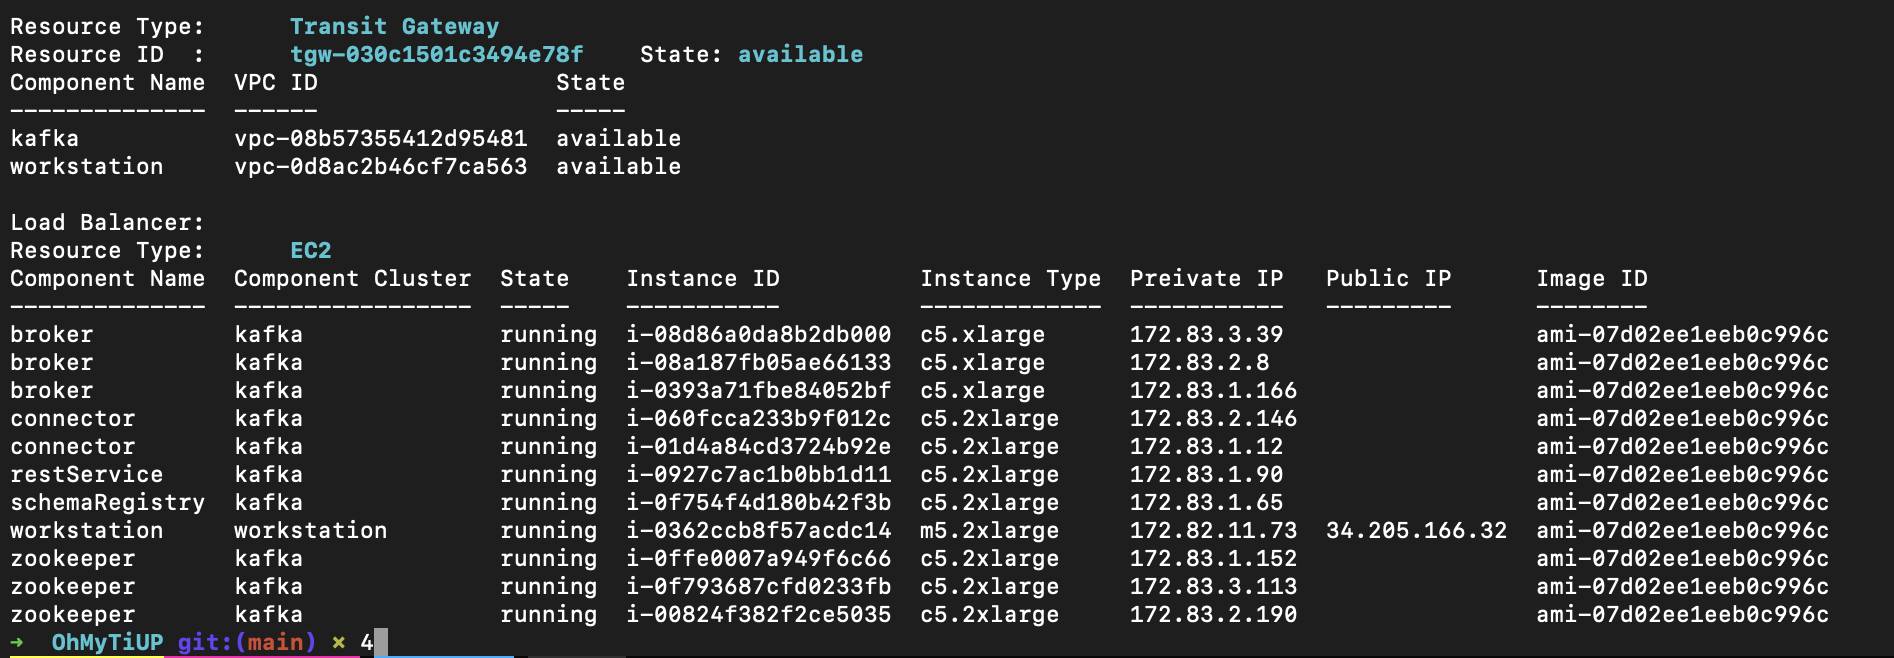 Resource Type:      Transit Gateway
Resource ID  :      tgw-030c1501c3494e78f    State: available
Component Name  VPC ID                 State
--------------  ------                 -----
kafka           vpc-08b57355412d95481  available
workstation     vpc-0d8ac2b46cf7ca563  available
Load Balancer:
Resource Type:      EC2
Component Name  Component Cluster  State    Instance ID          Instance Type  Preivate IP   Public IP      Image ID
--------------  -----------------  -----    -----------          -------------  -----------   ---------      --------
broker          kafka              running  i-08d86a0da8b2db000  c5.xlarge      172.83.3.39                  ami-07d02ee1eeb0c996c
broker          kafka              running  i-08a187fb05ae66133  c5.xlarge      172.83.2.8                   ami-07d02ee1eeb0c996c
broker          kafka              running  i-0393a71fbe84052bf  c5.xlarge      172.83.1.166                 ami-07d02ee1eeb0c996c
connector       kafka              running  i-060fcca233b9f012c  c5.2xlarge     172.83.2.146                 ami-07d02ee1eeb0c996c
connector       kafka              running  i-01d4a84cd3724b92e  c5.2xlarge     172.83.1.12                  ami-07d02ee1eeb0c996c
restService     kafka              running  i-0927c7ac1b0bb1d11  c5.2xlarge     172.83.1.90                  ami-07d02ee1eeb0c996c
schemaRegistry  kafka              running  i-0f754f4d180b42f3b  c5.2xlarge     172.83.1.65                  ami-07d02ee1eeb0c996c
workstation     workstation        running  i-0362ccb8f57acdc14  m5.2xlarge     172.82.11.73  34.205.166.32  ami-07d02ee1eeb0c996c
zookeeper       kafka              running  i-0ffe0007a949f6c66  c5.2xlarge     172.83.1.152                 ami-07d02ee1eeb0c996c
zookeeper       kafka              running  i-0f793687cfd0233fb  c5.2xlarge     172.83.3.113                 ami-07d02ee1eeb0c996c
zookeeper       kafka              running  i-00824f382f2ce5035  c5.2xlarge     172.83.2.190                 ami-07d02ee1eeb0c996c
➜  OhMyTiUP git:(main) ✗ 4